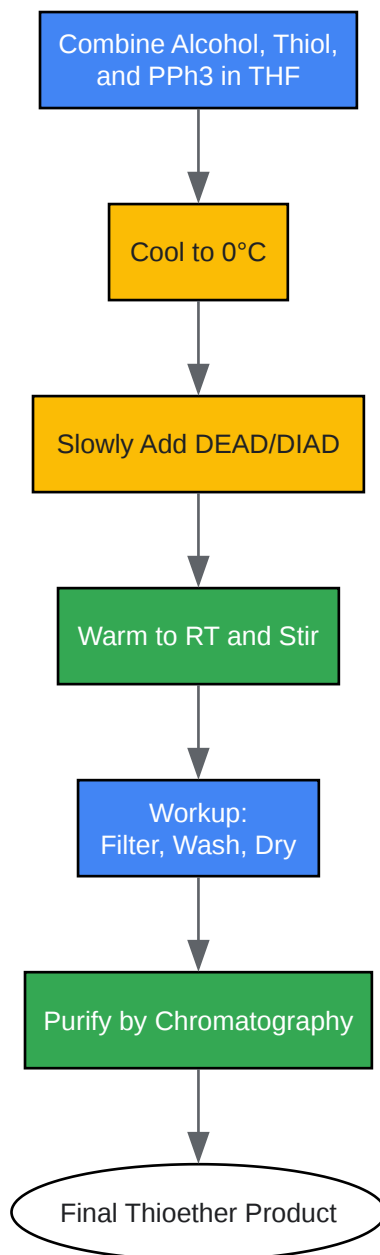 Combine Alcohol, Thiol,
and PPh3 in THF
Cool to 0°C
Slowly Add DEAD/DIAD
Warm to RT and Stir
Workup:
Filter, Wash, Dry
Purify by Chromatography
Final Thioether Product